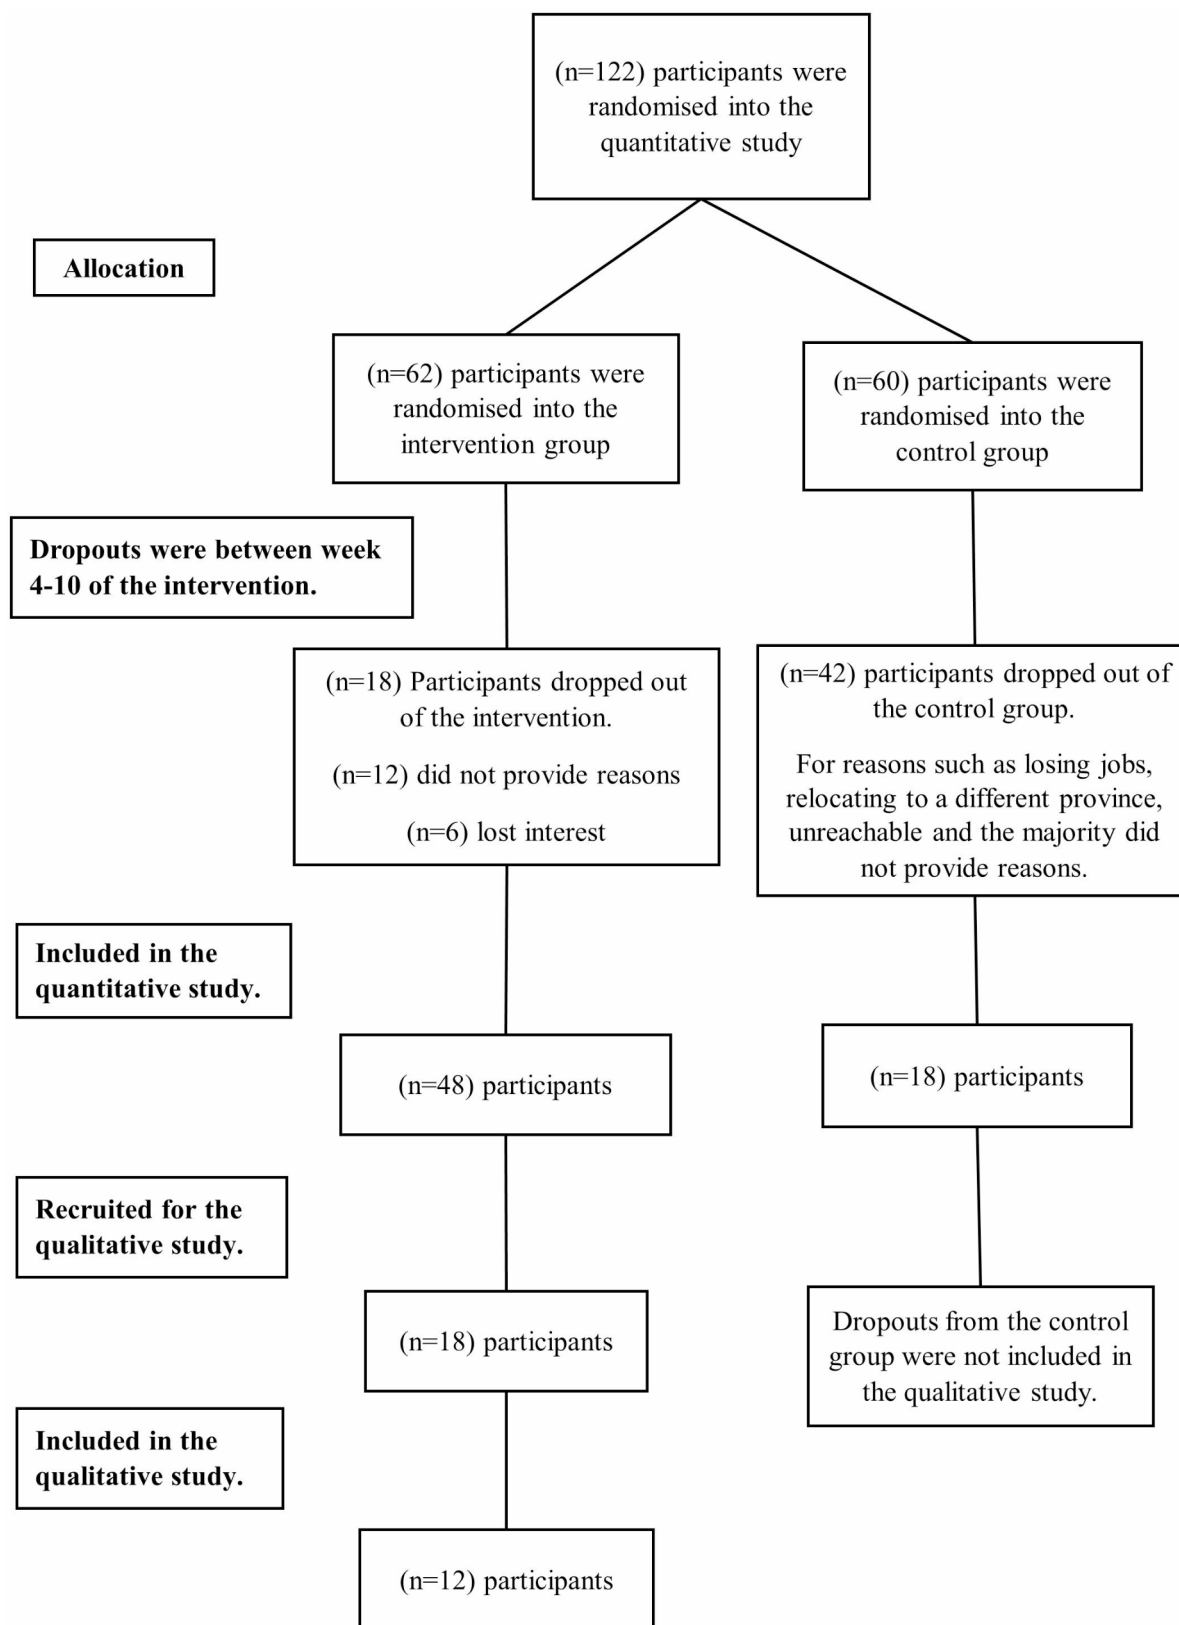 (n=122) participants were
randomised into the
quantitative study
Allocation
(n=62) participants were
randomised into the
intervention group
(n=60) participants were
randomised into the
control group
Dropouts were between week
4-10 of the intervention.
(n=18) Participants dropped out
of the intervention.
(n=12) did not provide reasons
(n=6) lost interest
(n=42) participants dropped out of
the control group.
For reasons such as losing jobs,
relocating to a different province,
unreachable and the majority did
not provide reasons.
Included in the
quantitative study.
(n=48) participants
(n=18) participants
Recruited for the
qualitative study.
(n=18) participants
Dropouts from the control
group were not included in
the qualitative study.
Included in the
qualitative study.
(n=12) participants